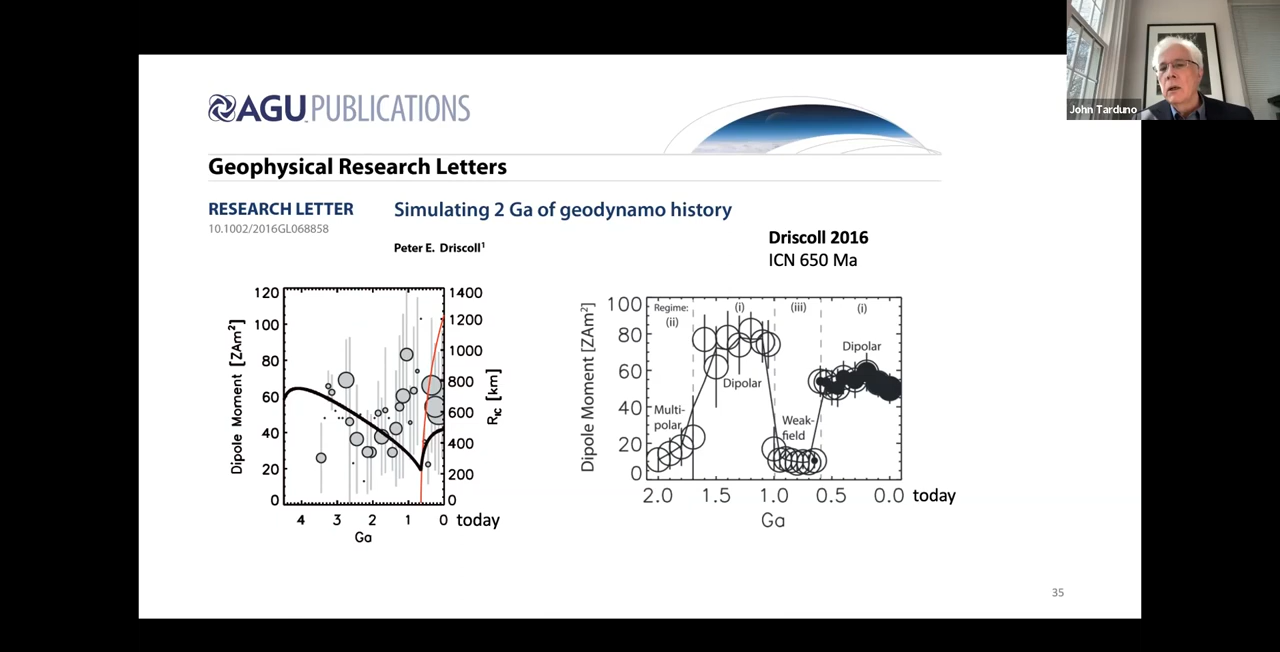 John Tarduno
AGU PUBLICATIONS
Geophysical Research Letters
RESEARCH LETTER
10.1002/2016GL068858
Simulating 2 Ga of geodynamo history
Peter E. Driscoll¹
Driscoll 2016
ICN 650 Ma
Dipole Moment [ZAm²]
120
100
80
60
40
20
0
1400
1200
1000
800
600
400
200
0
R_IC [km]
4 3 2 1 0 today
Ga
Dipole Moment [ZAm²]
100
80
60
40
20
0
Regime:
(ii)
(i)
(iii)
(i)
Dipolar
Dipolar
Multi-
polar
Weak-
field
2.0 1.5 1.0 0.5 0.0 today
Ga
35